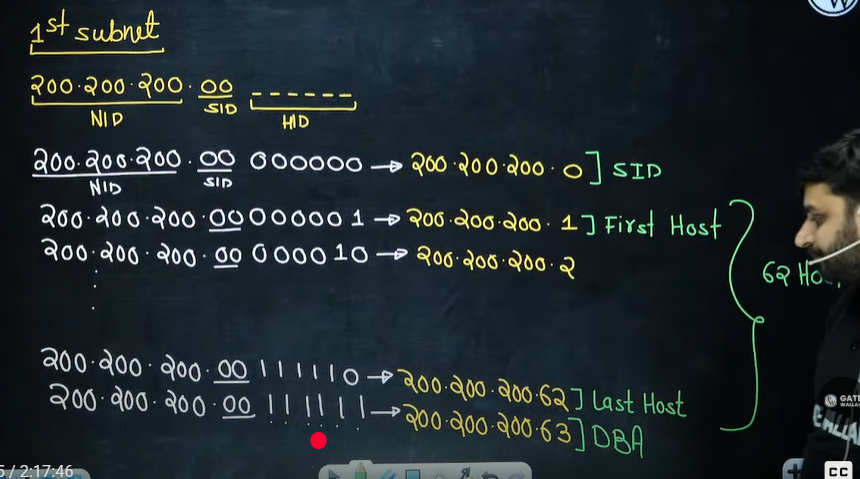 1st subnet
200.200.200.00 ------
NID SID HID
200.200.200.00 000000 → 200.200.200.0] SID
NID SID
200.200.200.00000001 → 200.200.200.1] First Host
200.200.200.00 000010 → 200.200.200.2
62
200.200.200.00 111110 → 200.200.200.62] Last Host
200.200.200.00 111111 → 200.200.200.63] DBA
GATE
WALLAH
/ 2:17:46
CC